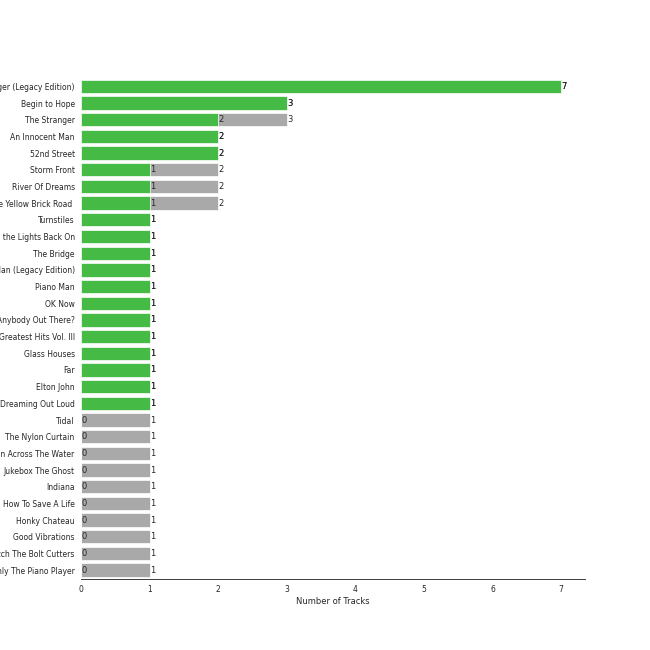 ger (Legacy Edition) 7
Begin to Hope 3
The Stranger 2 3
An Innocent Man 2
52nd Street 2
Storm Front 1 2
River Of Dreams 1 2
e Yellow Brick Road 1 2
Turnstiles 1
the Lights Back On 1
The Bridge 1
Man (Legacy Edition) 1
Piano Man 1
OK Now 1
Anybody Out There? 1
Greatest Hits Vol. III 1
Glass Houses 1
Far 1
Elton John 1
Dreaming Out Loud 1
Tidal 0 1
The Nylon Curtain 0 1
n Across The Water 0 1
Jukebox The Ghost 0 1
Indiana 0 1
How To Save A Life 0 1
Honky Chateau 0 1
Good Vibrations 0 1
tch The Bolt Cutters 0 1
nly The Piano Player 0 1
0 1 2 3 4 5 6 7
Number of Tracks